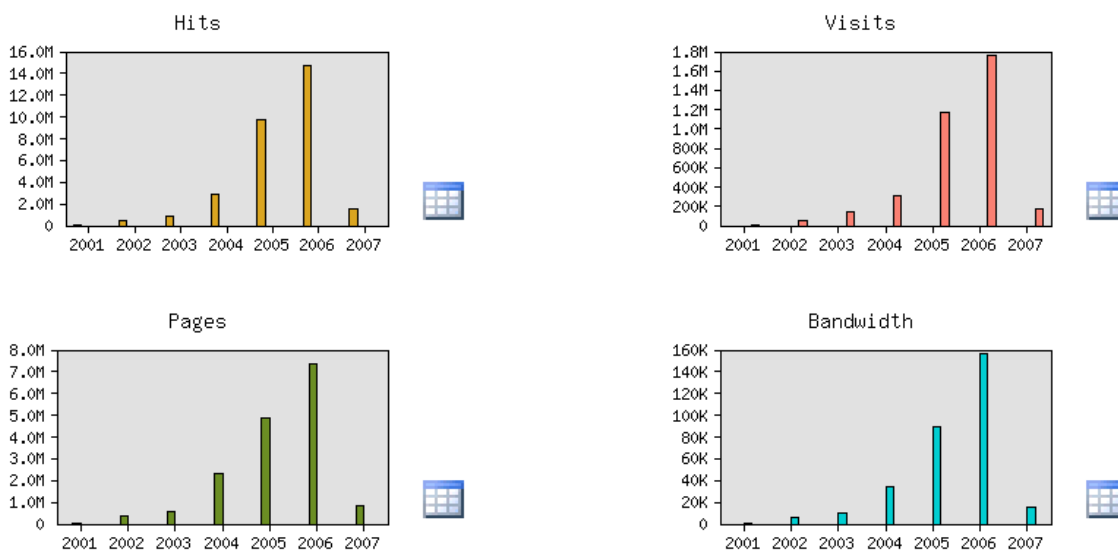 Hits
16.0M
14.0M
12.0M
10.0M
8.0M
6.0M
4.0M
2.0M
0
2001 2002 2003 2004 2005 2006 2007
Visits
1.8M
1.6M
1.4M
1.2M
1.0M
800K
600K
400K
200K
0
2001 2002 2003 2004 2005 2006 2007
Pages
8.0M
7.0M
6.0M
5.0M
4.0M
3.0M
2.0M
1.0M
0
2001 2002 2003 2004 2005 2006 2007
Bandwidth
160K
140K
120K
100K
80K
60K
40K
20K
0
2001 2002 2003 2004 2005 2006 2007